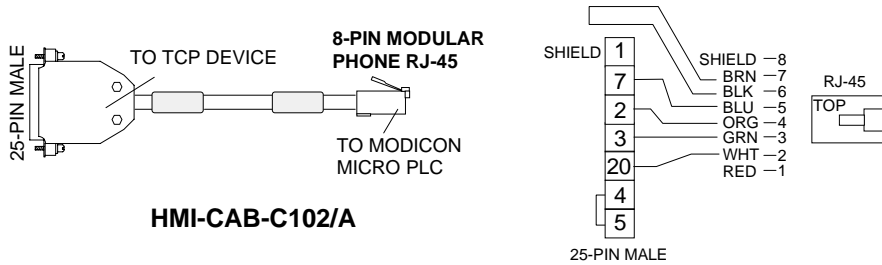 25-PIN MALE
TO TCP DEVICE
8-PIN MODULAR
PHONE RJ-45
TO MODICON
MICRO PLC
HMI-CAB-C102/A
SHIELD 1
7
2
3
20
4
5
25-PIN MALE
SHIELD –8
BRN –7
BLK –6
BLU –5
ORG –4
GRN –3
WHT –2
RED –1
RJ-45
TOP